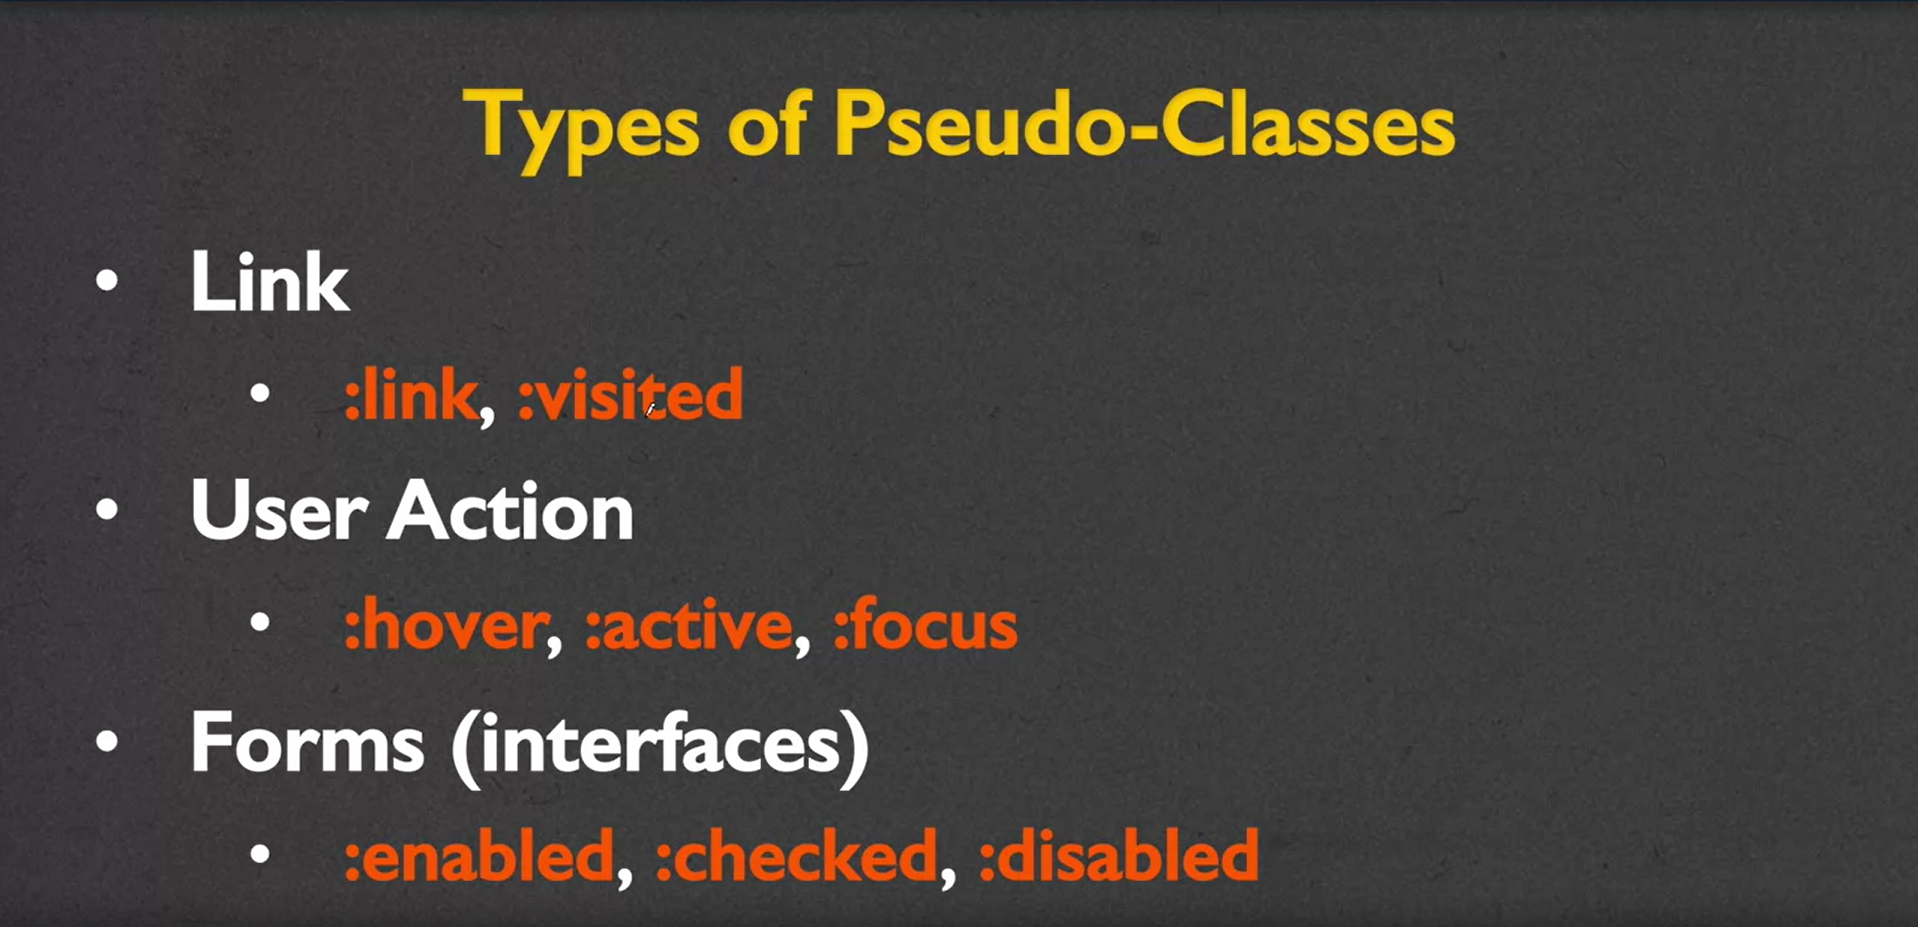 Types of Pseudo-Classes
• Link
• :link, :visited
• User Action
• :hover, :active, :focus
• Forms (interfaces)
• :enabled, :checked, :disabled